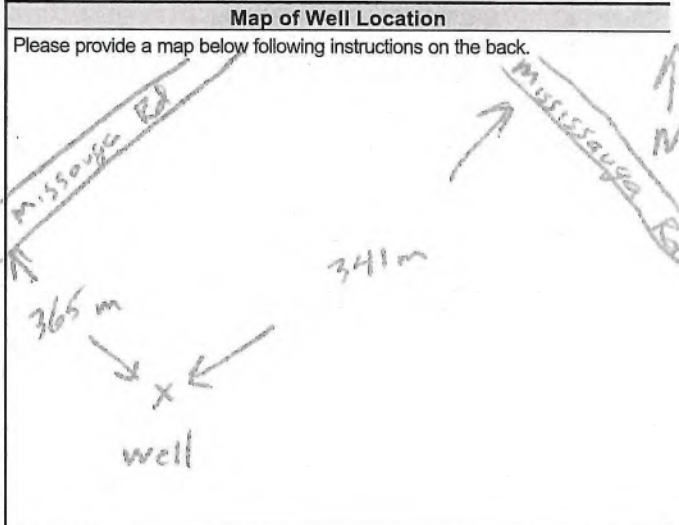 Map of Well Location
Please provide a map below following instructions on the back.
Missouga Rd
Mississauga Rd
N
365 m
341 m
x
well